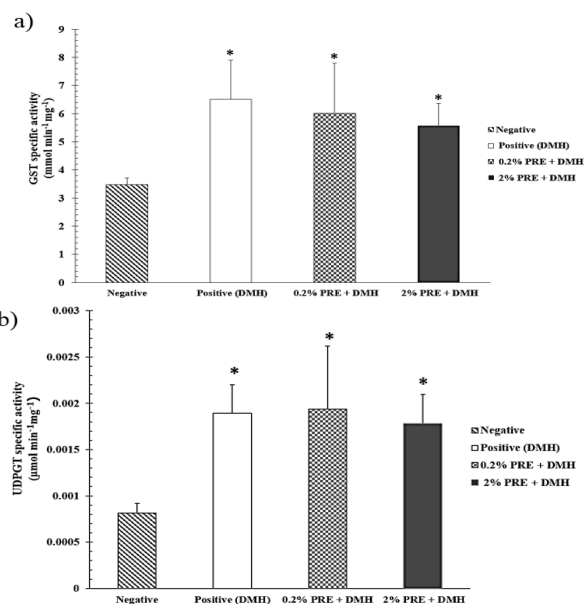 a)
9
8
7
6
5
4
3
2
1
0
GST specific activity
(mmol min⁻¹mg⁻¹)
*
*
*
Negative
Positive (DMH)
0.2% PRE + DMH
2% PRE + DMH
Negative
Positive (DMH)
0.2% PRE + DMH
2% PRE + DMH
b)
0.003
0.0025
0.002
0.0015
0.001
0.0005
0
UDPGT specific activity
(µmol min⁻¹mg⁻¹)
*
*
*
Negative
Positive (DMH)
0.2% PRE + DMH
2% PRE + DMH
Negative
Positive (DMH)
0.2% PRE + DMH
2% PRE + DMH